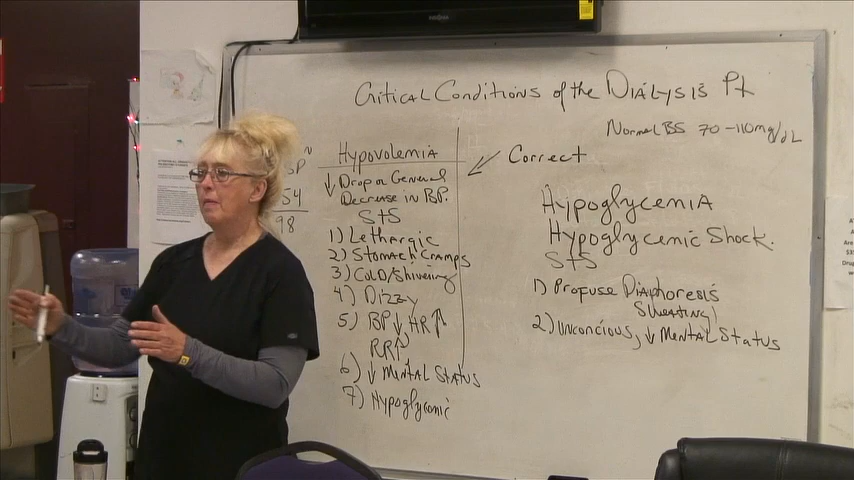 Critical Conditions of the Dialysis Pt
Normal BS 70-110mg/dL
Hypovolemia
Correct
↓ Drop or General
Decrease in BP.
S+S
1) Lethargic
2) Stomach Cramps
3) Cold/Shivering
4) Dizzy
5) BP↓ HR↑
RR↑
6) ↓ Mental Status
7) Hypoglycemic
54
98
Hypoglycemia
Hypoglycemic Shock.
S+S
1) Profuse Diaphoresis
Sweating!
2) Unconcious, ↓ Mental Status